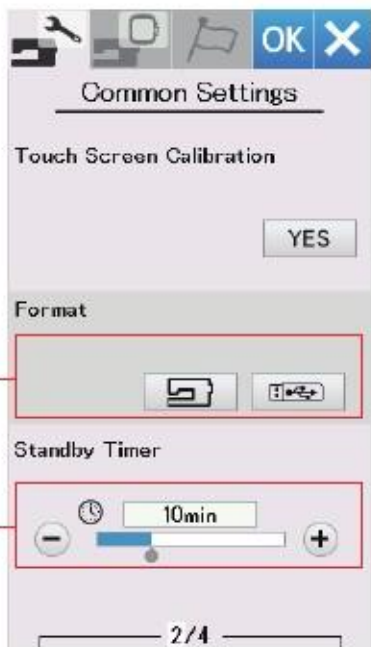 OK
Common Settings
Touch Screen Calibration
YES
Format
Standby Timer
10min
2/4